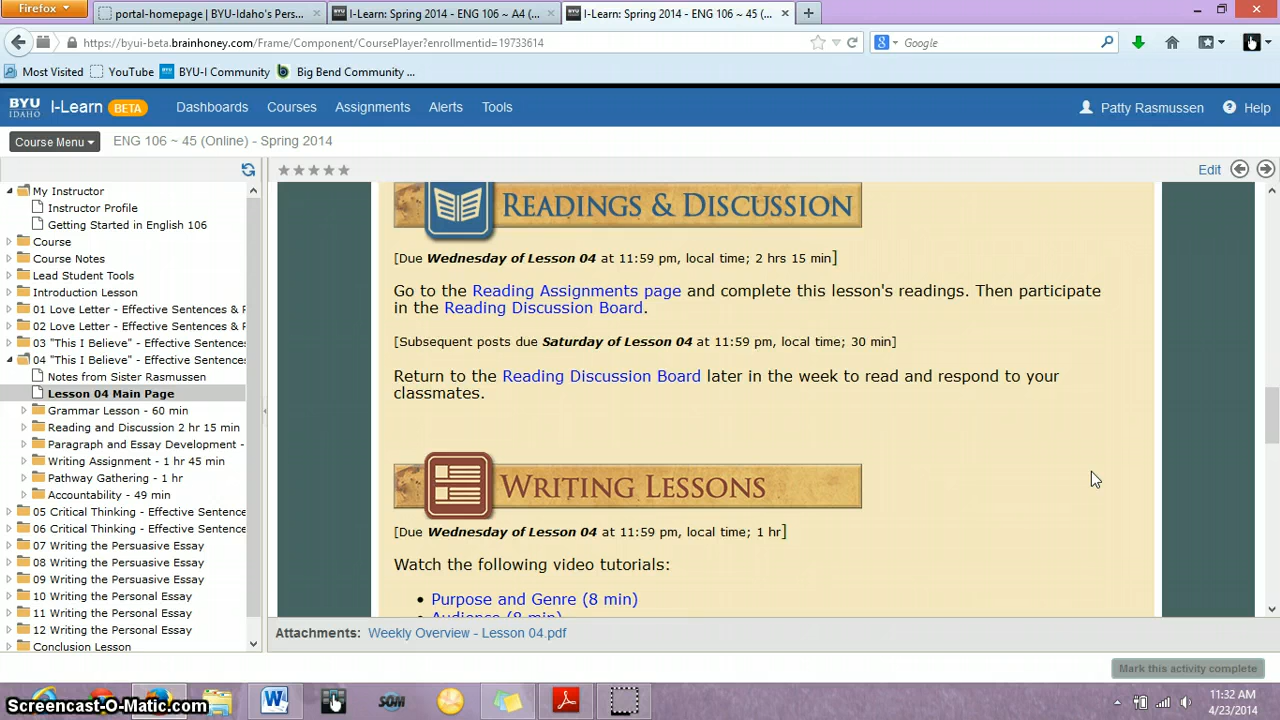 Firefox
portal-homepage | BYU-Idaho's Pers...
I-Learn: Spring 2014 - ENG 106 ~ A4 (...
I-Learn: Spring 2014 - ENG 106 ~ 45 (...
https://byui-beta.brainhoney.com/Frame/Component/CoursePlayer?enrollmentid=19733614
Google
Most Visited
YouTube
BYU-I Community
Big Bend Community ...
BYU IDAHO
I-Learn BETA
Dashboards
Courses
Assignments
Alerts
Tools
Patty Rasmussen
Help
Course Menu
ENG 106 ~ 45 (Online) - Spring 2014
Edit
My Instructor
Instructor Profile
Getting Started in English 106
Course
Course Notes
Lead Student Tools
Introduction Lesson
01 Love Letter - Effective Sentences & F
02 Love Letter - Effective Sentences & F
03 "This I Believe" - Effective Sentences
04 "This I Believe" - Effective Sentences
Notes from Sister Rasmussen
Lesson 04 Main Page
Grammar Lesson - 60 min
Reading and Discussion 2 hr 15 min
Paragraph and Essay Development -
Writing Assignment - 1 hr 45 min
Pathway Gathering - 1 hr
Accountability - 49 min
05 Critical Thinking - Effective Sentence
06 Critical Thinking - Effective Sentence
07 Writing the Persuasive Essay
08 Writing the Persuasive Essay
09 Writing the Persuasive Essay
10 Writing the Personal Essay
11 Writing the Personal Essay
12 Writing the Personal Essay
Conclusion Lesson
READINGS & DISCUSSION
[Due Wednesday of Lesson 04 at 11:59 pm, local time; 2 hrs 15 min]
Go to the Reading Assignments page and complete this lesson's readings. Then participate
in the Reading Discussion Board.
[Subsequent posts due Saturday of Lesson 04 at 11:59 pm, local time; 30 min]
Return to the Reading Discussion Board later in the week to read and respond to your
classmates.
WRITING LESSONS
[Due Wednesday of Lesson 04 at 11:59 pm, local time; 1 hr]
Watch the following video tutorials:
• Purpose and Genre (8 min)
• Audience (8 min)
Attachments: Weekly Overview - Lesson 04.pdf
Mark this activity complete
Screencast-O-Matic.com
SOM
11:32 AM
4/23/2014